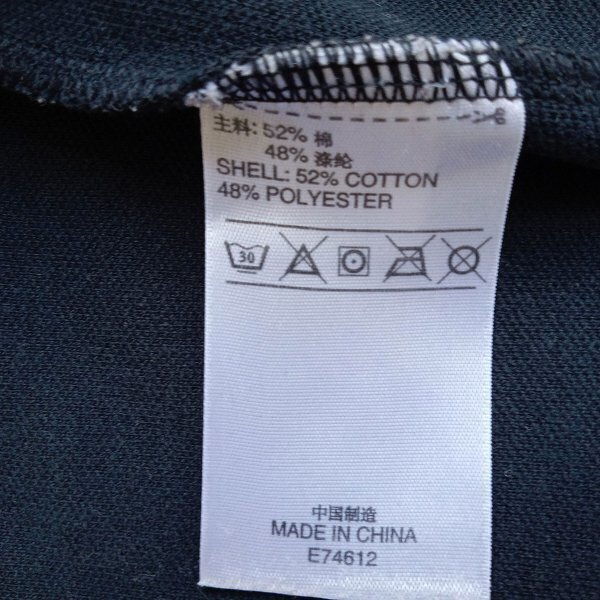 主料: 52% 棉
48% 涤纶
SHELL: 52% COTTON
48% POLYESTER
30
中国制造
MADE IN CHINA
E74612